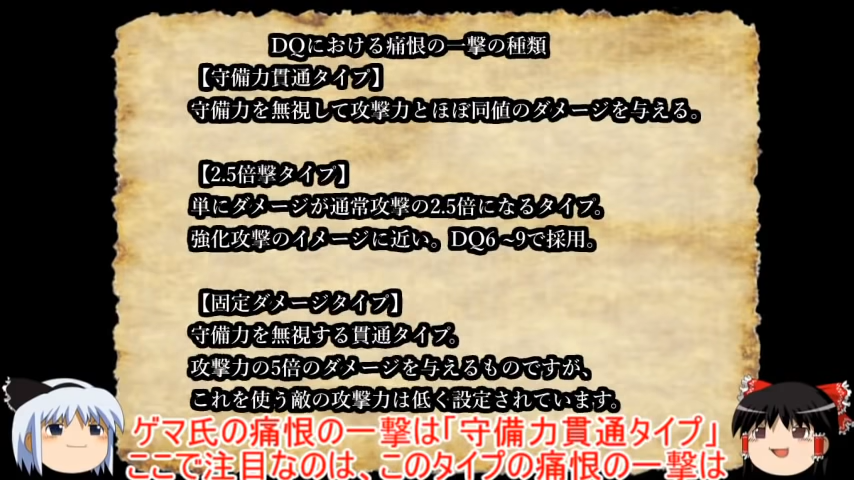 DQにおける痛恨の一撃の種類
【守備力貫通タイプ】
守備力を無視して攻撃力とほぼ同値のダメージを与える。
【2.5倍撃タイプ】
単にダメージが通常攻撃の2.5倍になるタイプ。
強化攻撃のイメージに近い。DQ6~9で採用。
【固定ダメージタイプ】
守備力を無視する貫通タイプ。
攻撃力の5倍のダメージを与えるものですが、
これを使う敵の攻撃力は低く設定されています。
ゲマ氏の痛恨の一撃は「守備力貫通タイプ」
ここで注目なのは、このタイプの痛恨の一撃は